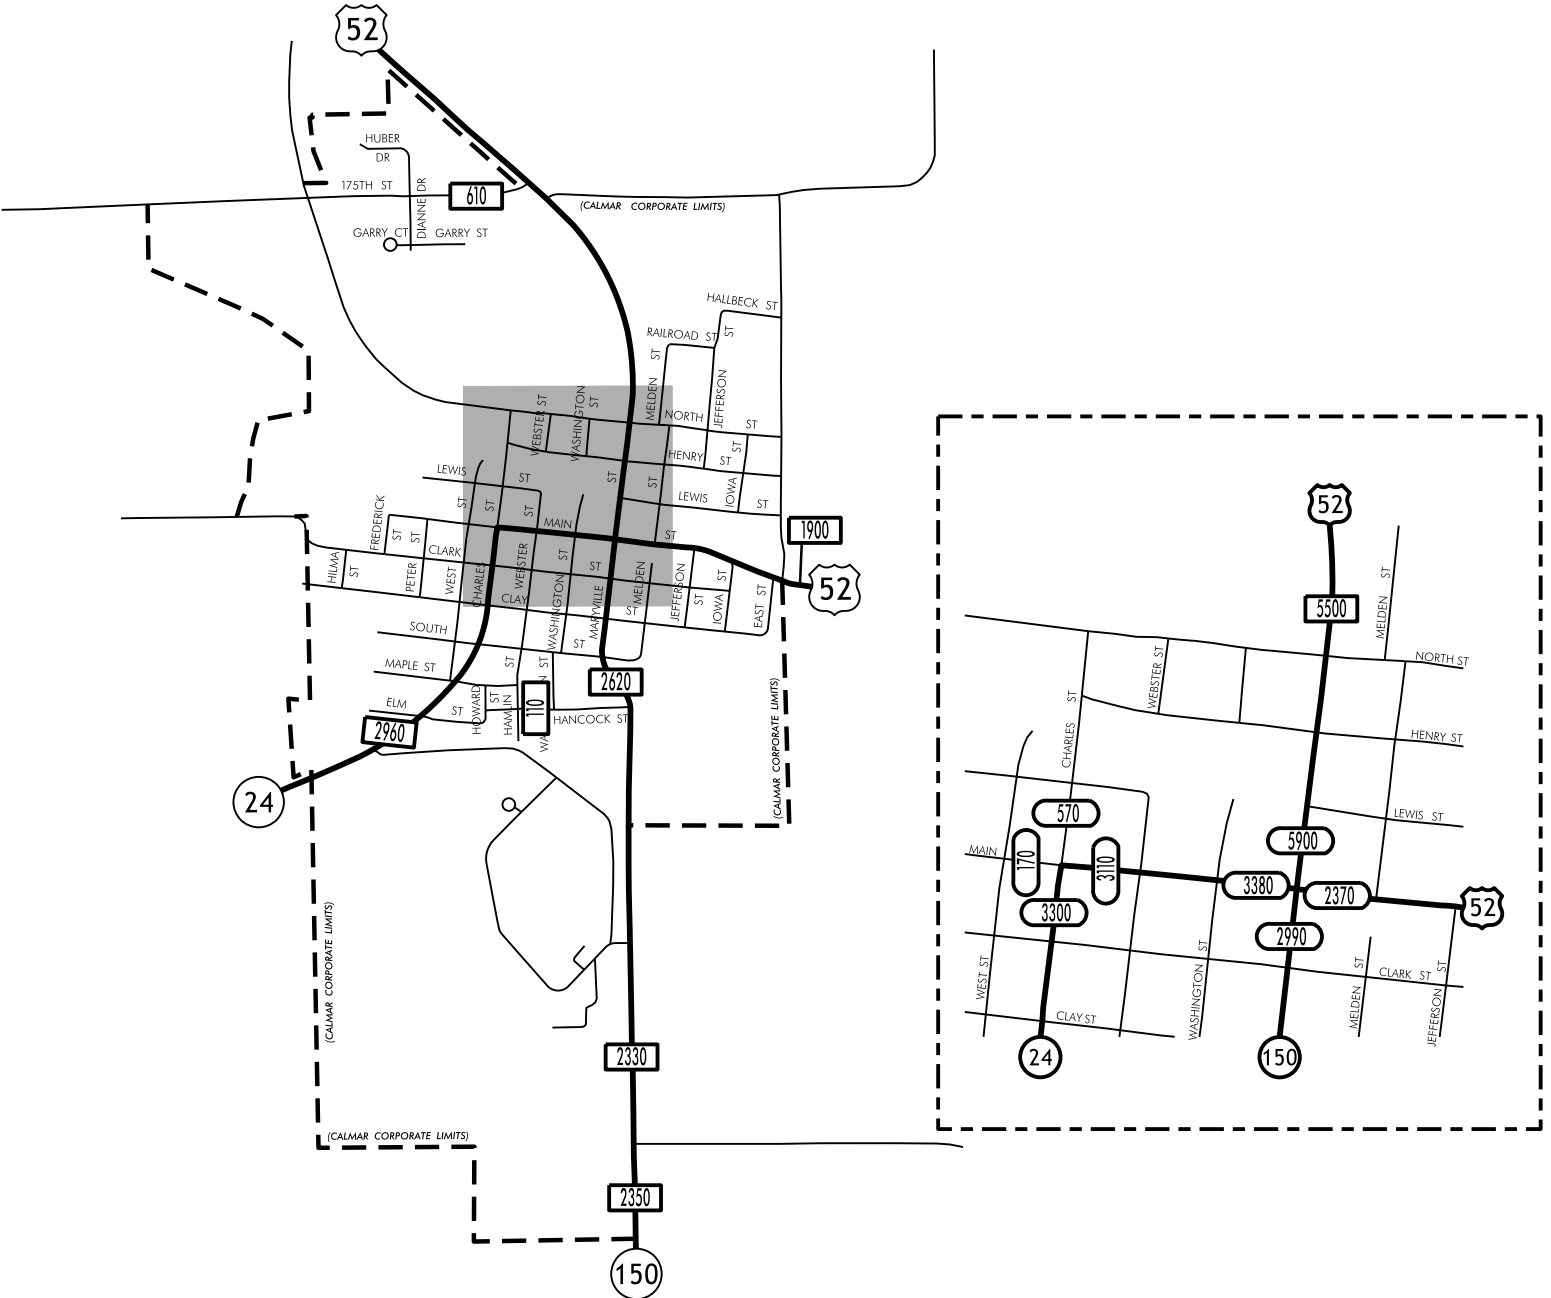 52
HUBER
DR
175TH ST
610
DIANNE DR
(CALMAR CORPORATE LIMITS)
GARRY CT
GARRY ST
HALLBECK ST
RAILROAD ST
ST
MELDEN ST
JEFFERSON
WEBSTER ST
WASHINGTON ST
NORTH ST
HENRY ST
LEWIS ST
ST
ST
ST
ST
IOWA ST
LEWIS ST
FREDERICK ST
MAIN ST
1900
52
HILMA ST
PETER ST
CLARK ST
WEST
CHARLES
WEBSTER
WASHINGTON ST
MARYVILLE
MELDEN
JEFFERSON ST
IOWA ST
EAST ST
CLAY ST
SOUTH ST
MAPLE ST
ELM ST
HOWARD ST
HAMLIN ST
110
HANCOCK ST
2620
2960
24
(CALMAR CORPORATE LIMITS)
(CALMAR CORPORATE LIMITS)
2330
(CALMAR CORPORATE LIMITS)
2350
150
52
5500
MELDEN ST
NORTH ST
WEBSTER ST
CHARLES ST
HENRY ST
570
LEWIS ST
5900
MAIN
170
3110
3380
2370
52
3300
2990
WEST ST
WASHINGTON ST
CLARK ST
MELDEN ST
JEFFERSON ST
CLAY ST
24
150